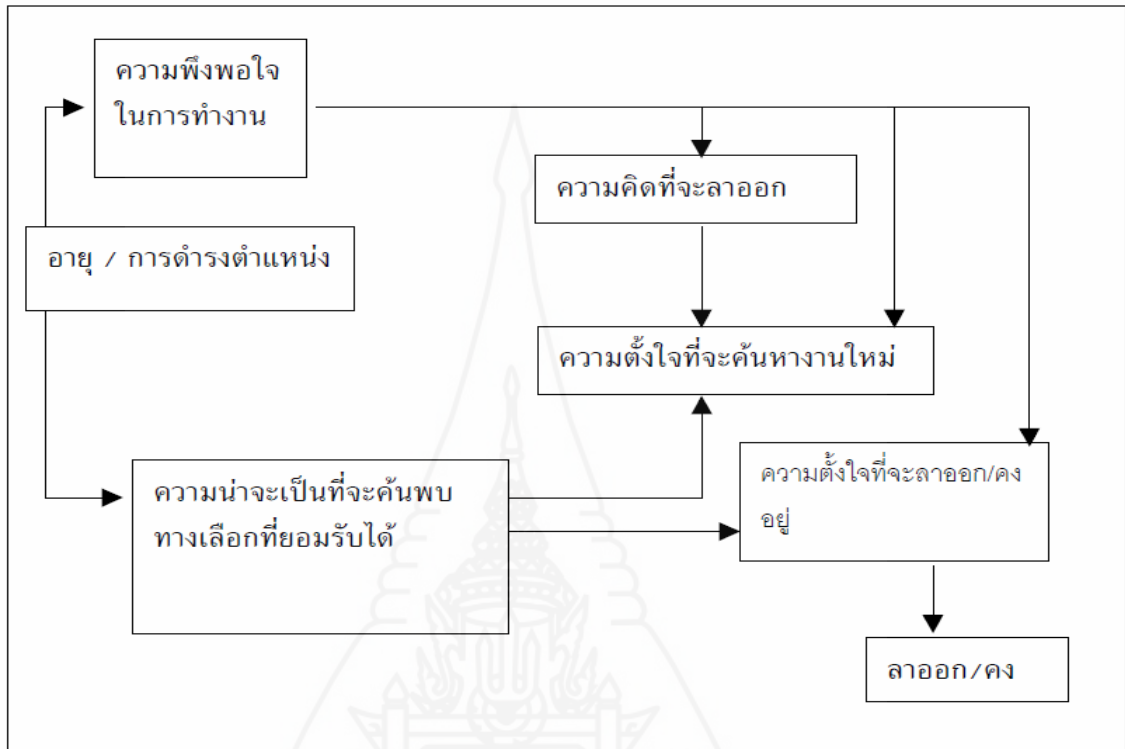 ความพึงพอใจ
ในการทำงาน
ความคิดที่จะลาออก
อายุ / การดำรงตำแหน่ง
ความตั้งใจที่จะค้นหางานใหม่
ความน่าจะเป็นที่จะค้นพบ
ทางเลือกที่ยอมรับได้
ความตั้งใจที่จะลาออก/คง
อยู่
ลาออก/คง